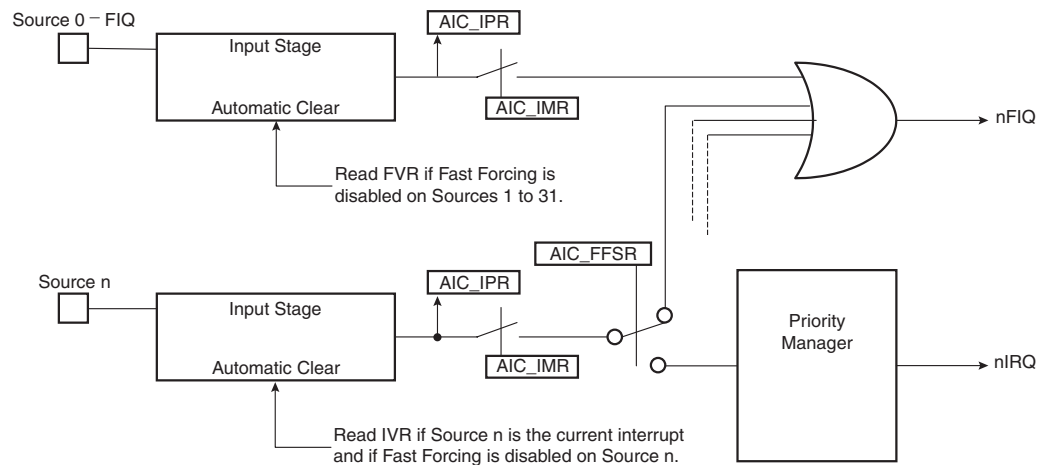 Source 0 – FIQ
AIC_IPR
Input Stage
Automatic Clear
AIC_IMR
nFIQ
Read FVR if Fast Forcing is
disabled on Sources 1 to 31.
AIC_FFSR
Source n
AIC_IPR
Input Stage
Priority
Manager
Automatic Clear
AIC_IMR
nIRQ
Read IVR if Source n is the current interrupt
and if Fast Forcing is disabled on Source n.